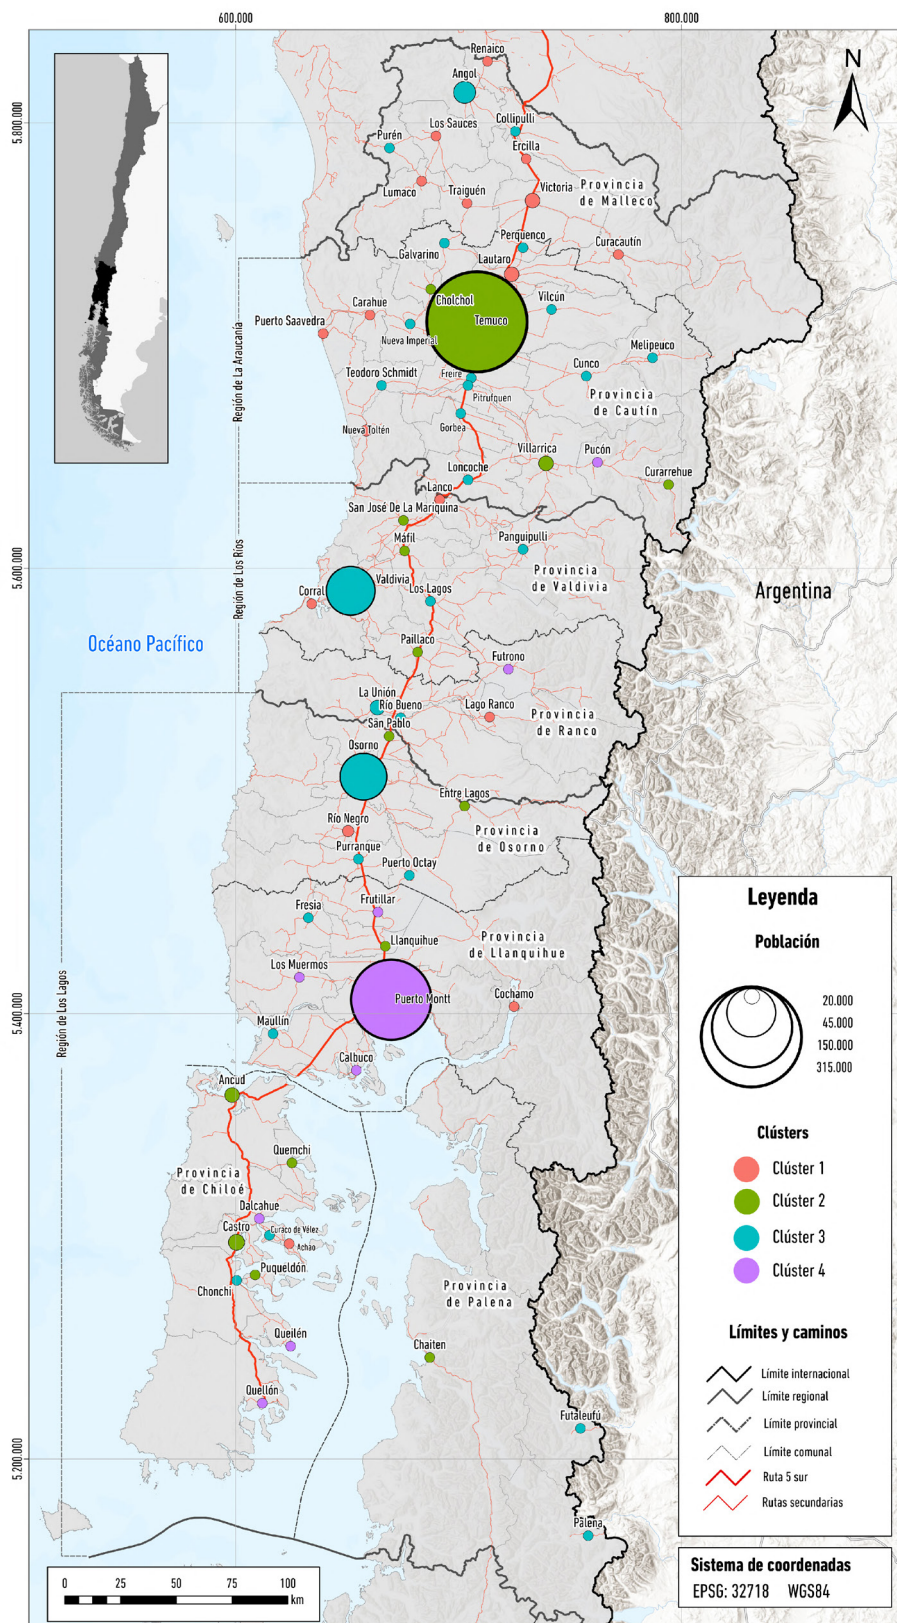 600.000
800.000
N
Renaico
Angol
5.800.000
Los Sauces
Collipulli
Purén
Ercilla
Lumaco
Traiguén
Victoria
Provincia
de Malleco
Perquenco
Galvarino
Curacautín
Lautaro
Cholchol
Carahue
Vilcún
Puerto Saavedra
Temuco
Nueva Imperial
Melipeuco
Región de La Araucanía
Cunco
Freire
Teodoro Schmidt
Pitrufquen
Provincia
de Cautín
Gorbea
Nueva Toltén
Villarrica
Pucón
Loncoche
Curarrehue
Lanco
San José De La Mariquina
Máfil
Panguipulli
5.600.000
Provincia
de Valdivia
Región de Los Ríos
Valdivia
Corral
Los Lagos
Argentina
Océano Pacífico
Paillaco
Futrono
La Unión
Río Bueno
Lago Ranco
Provincia
de Ranco
San Pablo
Osorno
Entre Lagos
Río Negro
Provincia
de Osorno
Purranque
Puerto Octay
Frutillar
Fresia
Llanquihue
Provincia
de Llanquihue
Los Muermos
Región de Los Lagos
Puerto Montt
Cochamo
5.400.000
Maullín
Calbuco
Ancud
Quemchi
Provincia
de Chiloé
Dalcahue
Castro
Curaco de Vélez
Achao
Puqueldón
Chonchi
Provincia
de Palena
Queilén
Chaiten
Quellón
Futaleufú
5.200.000
Palena
Leyenda
Población
20.000
45.000
150.000
315.000
Clústers
Clúster 1
Clúster 2
Clúster 3
Clúster 4
Límites y caminos
Límite internacional
Límite regional
Límite provincial
Límite comunal
Ruta 5 sur
Rutas secundarias
Sistema de coordenadas
EPSG: 32718 WGS84
0 25 50 75 100
km